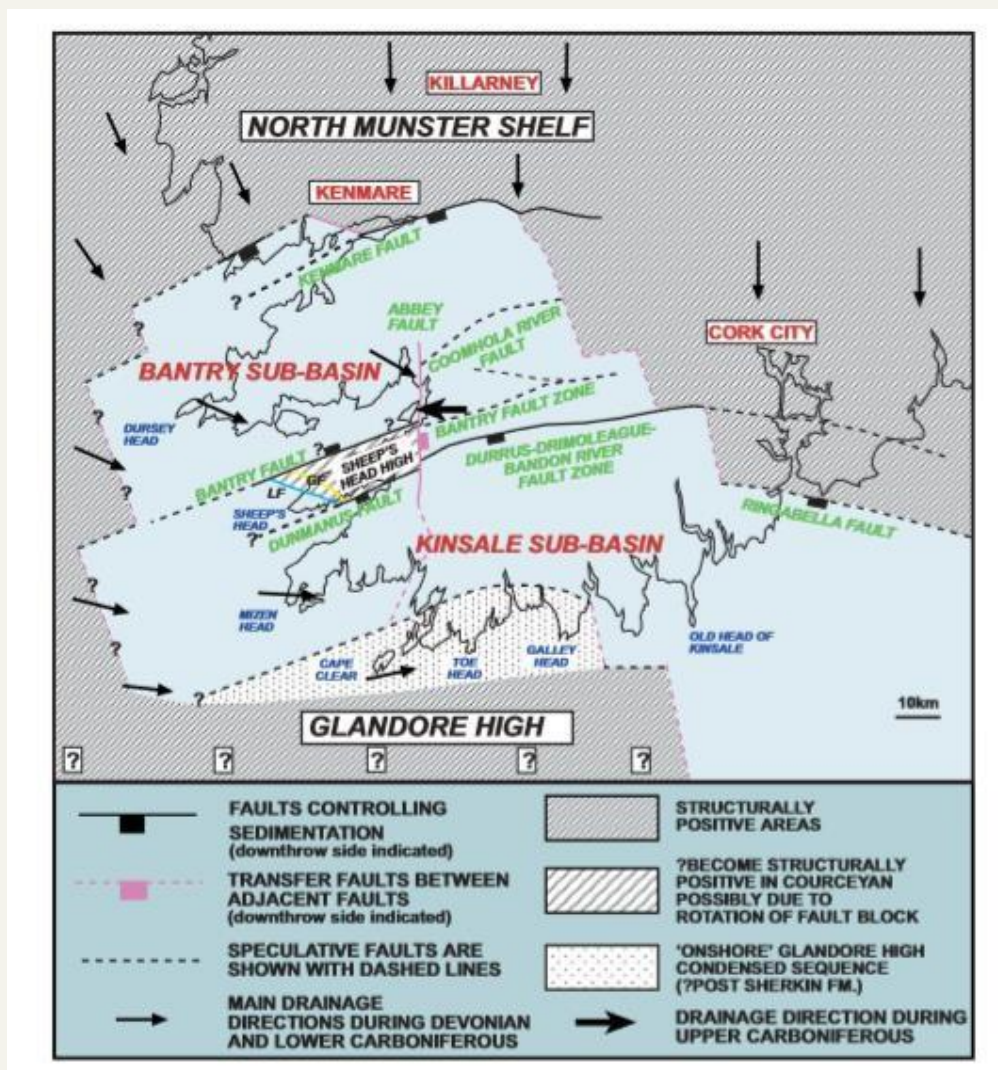 KILLARNEY
NORTH MUNSTER SHELF
KENMARE
KENMARE FAULT
?
CORK CITY
ABBEY
FAULT
COOMHOLA RIVER
FAULT
?
BANTRY SUB-BASIN
?
DURSEY
HEAD
?
?
BANTRY FAULT ZONE
?
BANTRY FAULT
SHEEP'S
HEAD HIGH
GF
LF
DURRUS-DRIMOLEAGUE-
BANDON RIVER
FAULT ZONE
?
SHEEP'S
HEAD
?
DUNMANUS FAULT
RINGABELLA FAULT
?
KINSALE SUB-BASIN
?
MIZEN
HEAD
?
OLD HEAD OF
KINSALE
GALLEY
HEAD
CAPE
CLEAR
TOE
HEAD
?
10km
GLANDORE HIGH
? ? ? ? ?
FAULTS CONTROLLING
SEDIMENTATION
(downthrow side indicated)
TRANSFER FAULTS BETWEEN
ADJACENT FAULTS
(downthrow side indicated)
SPECULATIVE FAULTS ARE
SHOWN WITH DASHED LINES
MAIN DRAINAGE
DIRECTIONS DURING DEVONIAN
AND LOWER CARBONIFEROUS
STRUCTURALLY
POSITIVE AREAS
?BECOME STRUCTURALLY
POSITIVE IN COURCEYAN
POSSIBLY DUE TO
ROTATION OF FAULT BLOCK
'ONSHORE' GLANDORE HIGH
CONDENSED SEQUENCE
(?POST SHERKIN FM.)
DRAINAGE DIRECTION DURING
UPPER CARBONIFEROUS